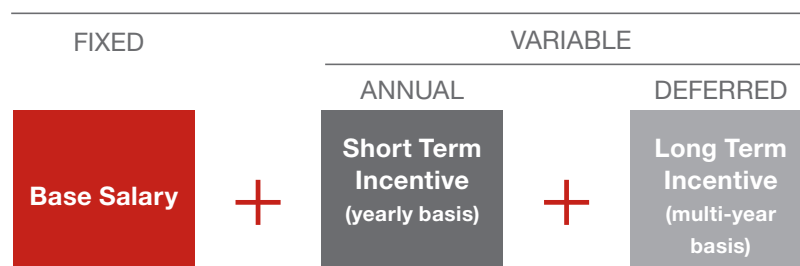 FIXED
VARIABLE
ANNUAL
DEFERRED
Base Salary
+
Short Term
Incentive
(yearly basis)
+
Long Term
Incentive
(multi-year
basis)